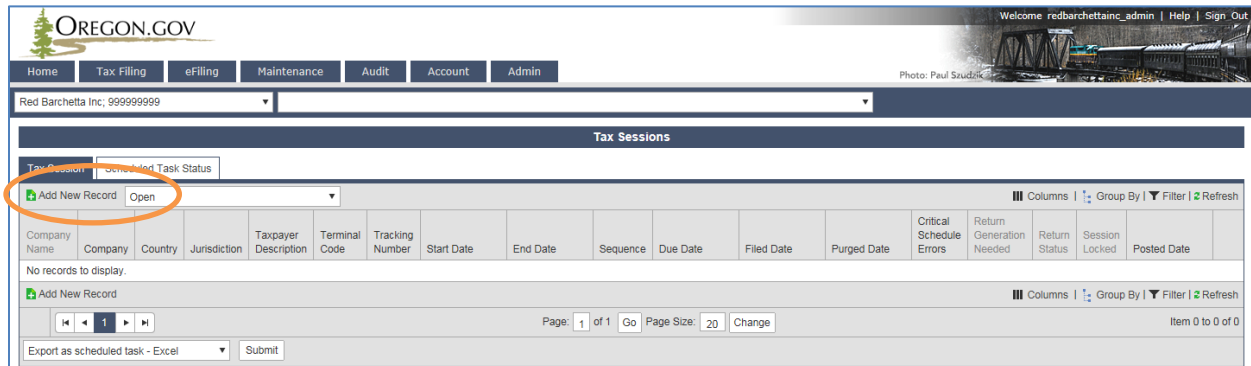 OREGON.GOV
Welcome redbarchettainc_admin | Help | Sign Out
Home Tax Filing eFiling Maintenance Audit Account Admin
Photo: Paul Szudzik
Red Barchetta Inc; 999999999
Tax Sessions
Tax Session Scheduled Task Status
Add New Record Open Columns | Group By | Filter | Refresh
Company Name Company Country Jurisdiction Taxpayer Description Terminal Code Tracking Number Start Date End Date Sequence Due Date Filed Date Purged Date Critical Schedule Errors Return Generation Needed Return Status Session Locked Posted Date
No records to display.
Add New Record Columns | Group By | Filter | Refresh
1 Page: 1 of 1 Go Page Size: 20 Change Item 0 to 0 of 0
Export as scheduled task - Excel Submit